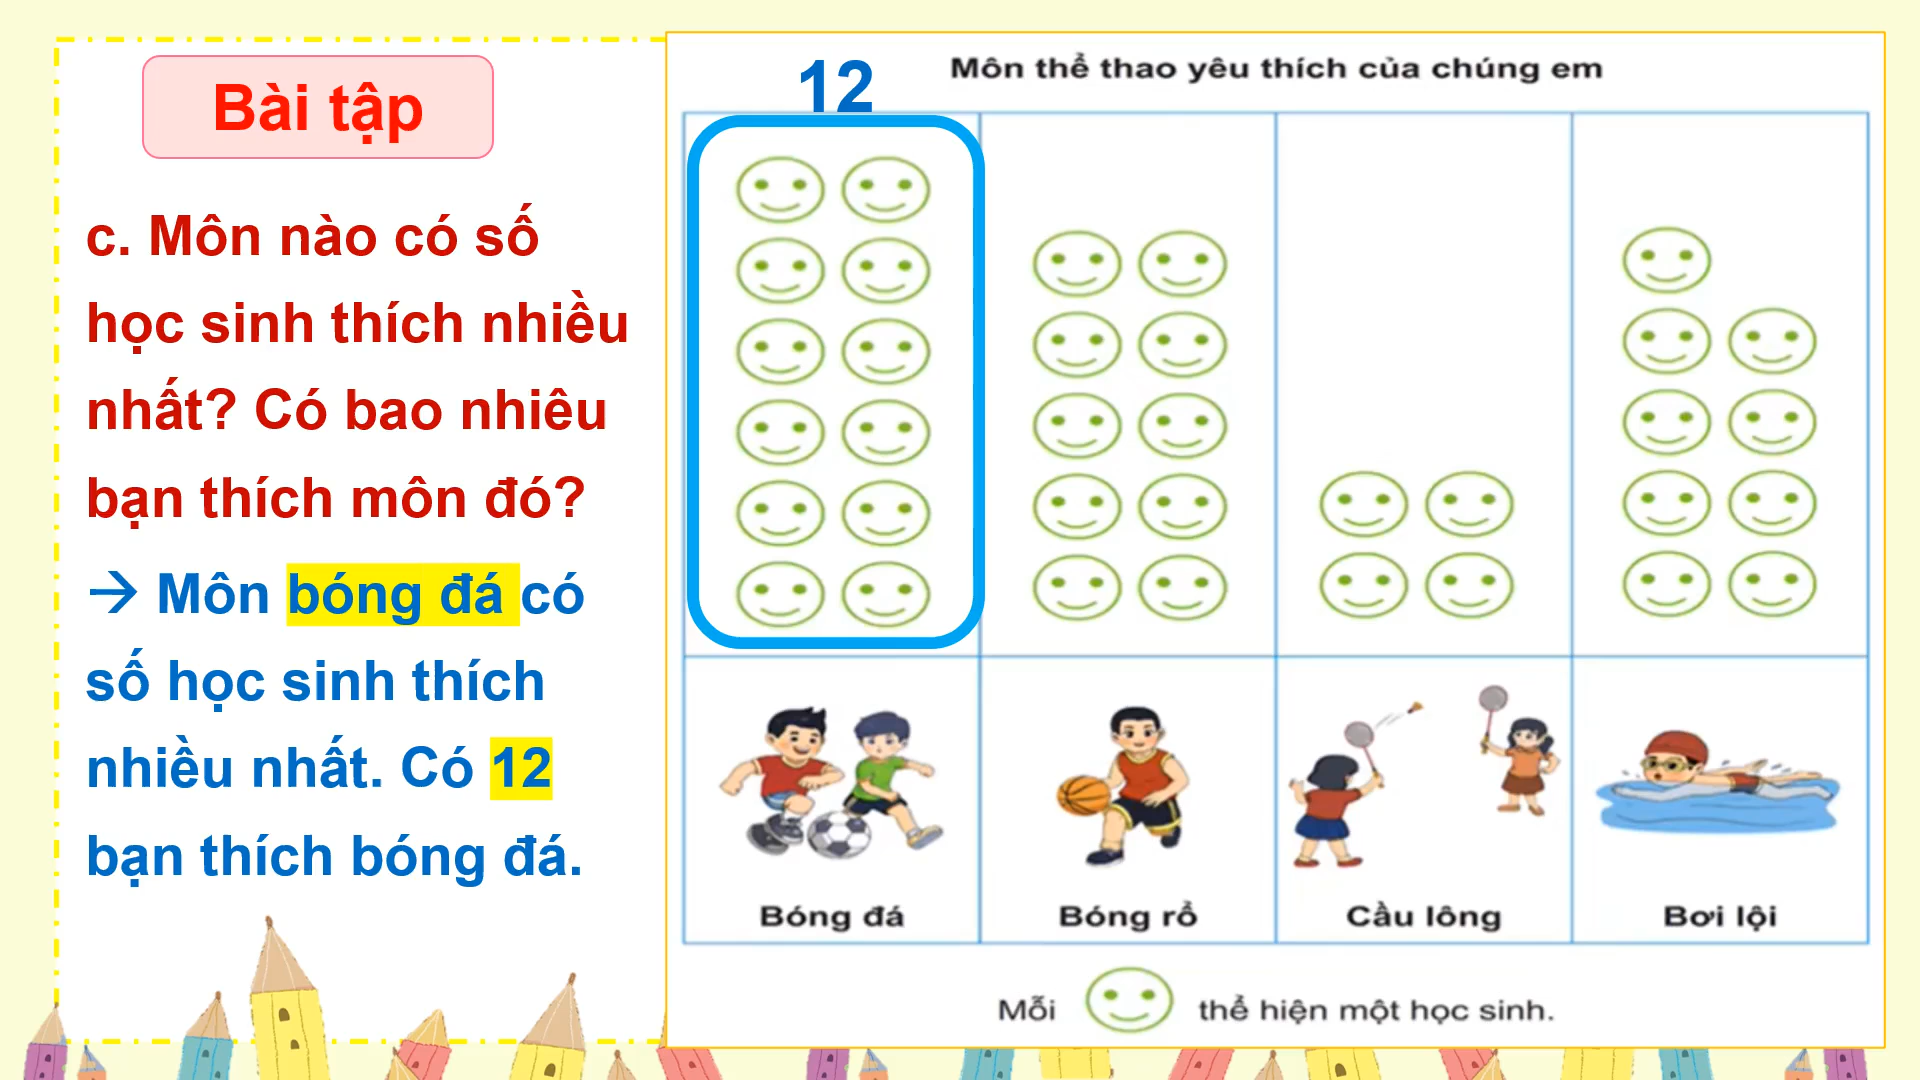 Bài tập
c. Môn nào có số
học sinh thích nhiều
nhất? Có bao nhiêu
bạn thích môn đó?
→ Môn bóng đá có
số học sinh thích
nhiều nhất. Có 12
bạn thích bóng đá.
12
Môn thể thao yêu thích của chúng em
Bóng đá
Bóng rổ
Cầu lông
Bơi lội
Mỗi thể hiện một học sinh.